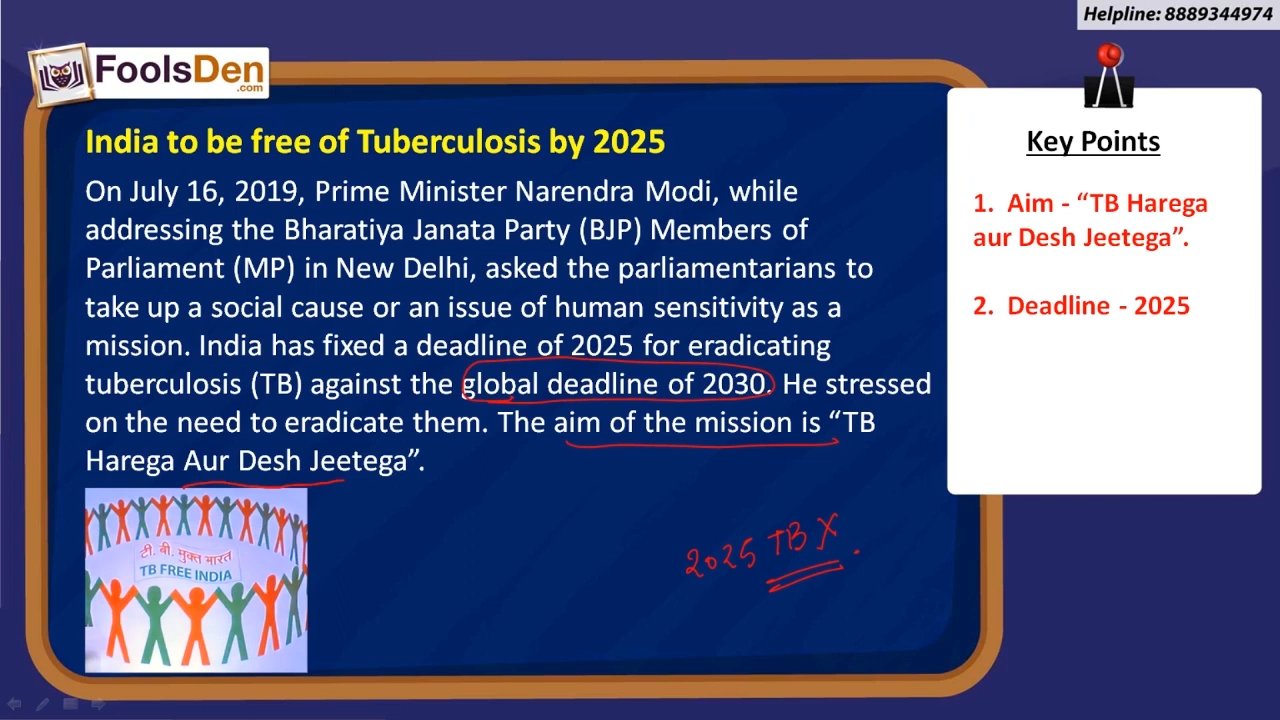 Helpline: 8889344974
FoolsDen
.com
India to be free of Tuberculosis by 2025
On July 16, 2019, Prime Minister Narendra Modi, while
addressing the Bharatiya Janata Party (BJP) Members of
Parliament (MP) in New Delhi, asked the parliamentarians to
take up a social cause or an issue of human sensitivity as a
mission. India has fixed a deadline of 2025 for eradicating
tuberculosis (TB) against the global deadline of 2030. He stressed
on the need to eradicate them. The aim of the mission is “TB
Harega Aur Desh Jeetega”.
टी. बी. मुक्त भारत
TB FREE INDIA
2025 TB X
Key Points
1. Aim - “TB Harega
aur Desh Jeetega”.
2. Deadline - 2025